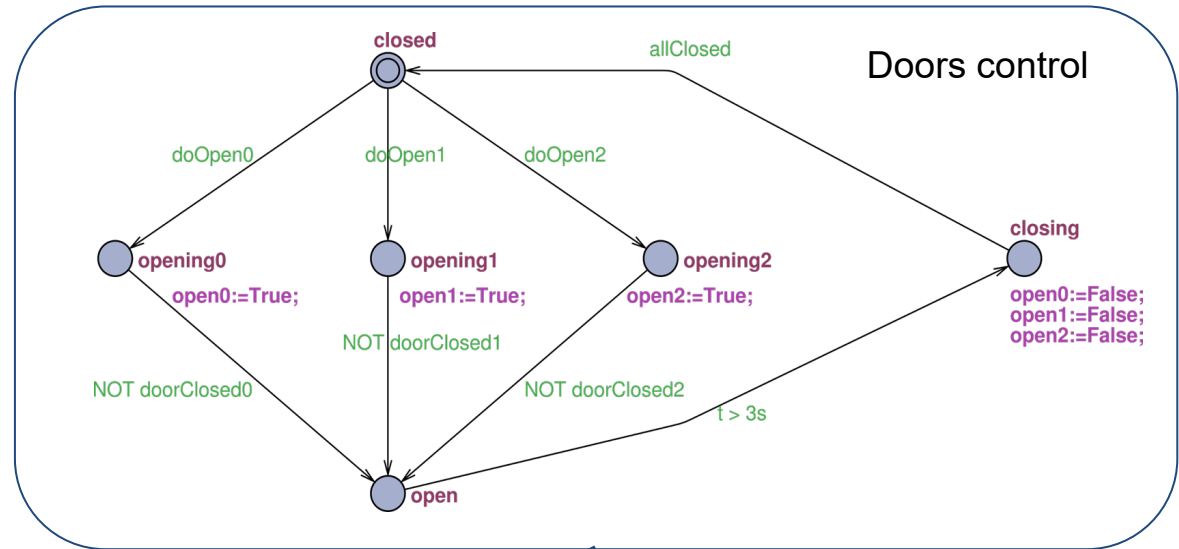 closed
allClosed
Doors control
doOpen0
doOpen1
doOpen2
closing
opening0
opening1
opening2
open0:=True;
open1:=True;
open2:=True;
open0:=False;
open1:=False;
open2:=False;
NOT doorClosed1
NOT doorClosed0
NOT doorClosed2
t > 3s
open